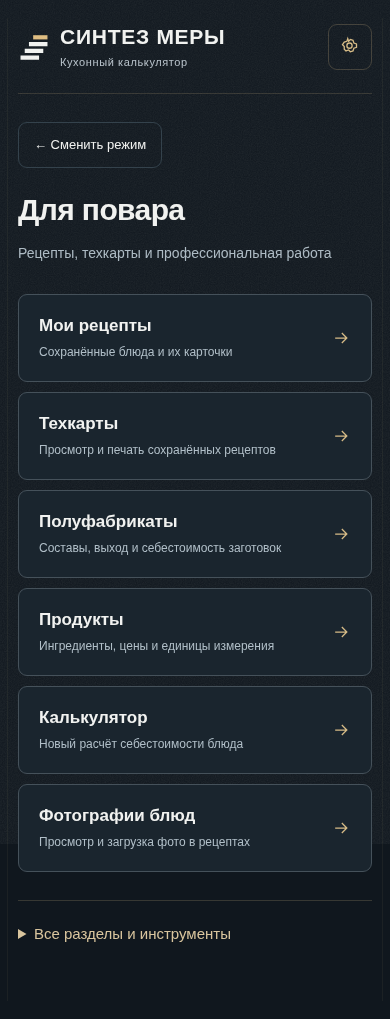 СИНТЕЗ МЕРЫ
Кухонный калькулятор
← Сменить режим
Для повара
Рецепты, техкарты и профессиональная работа
Мои рецепты
Сохранённые блюда и их карточки
Техкарты
Просмотр и печать сохранённых рецептов
Полуфабрикаты
Составы, выход и себестоимость заготовок
Продукты
Ингредиенты, цены и единицы измерения
Калькулятор
Новый расчёт себестоимости блюда
Фотографии блюд
Просмотр и загрузка фото в рецептах
Все разделы и инструменты